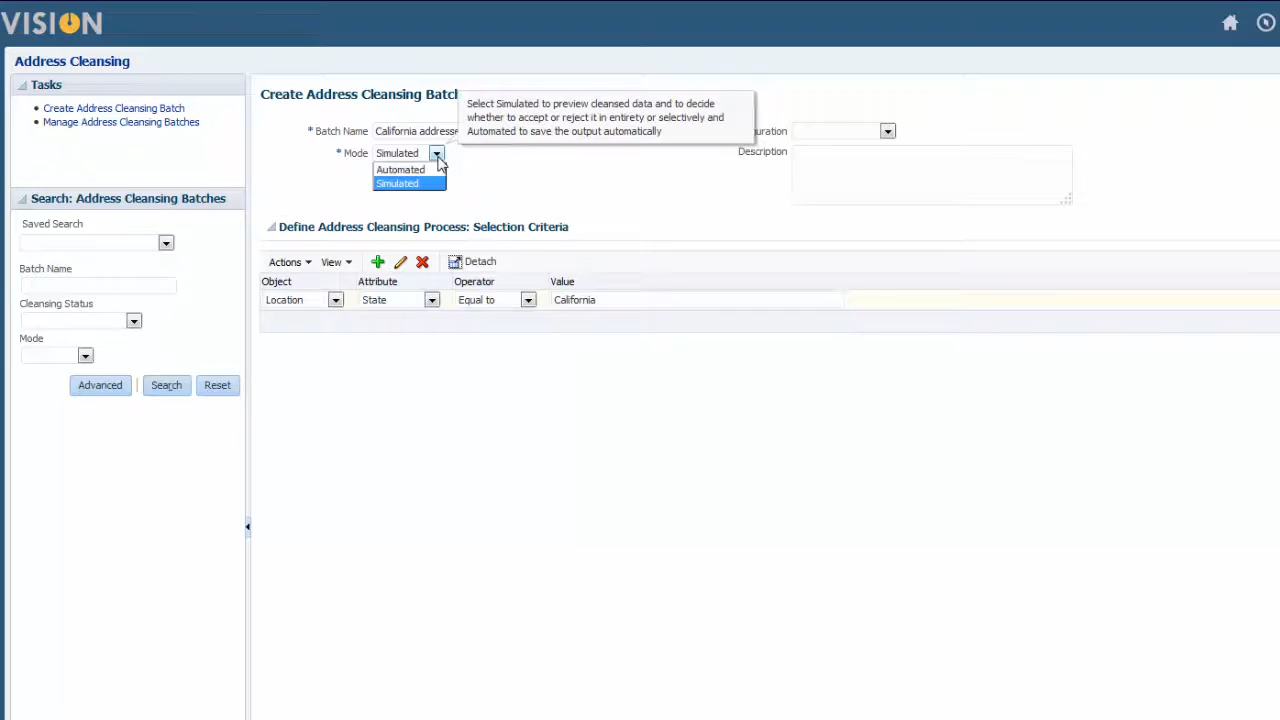 VISION
Address Cleansing
Tasks
Create Address Cleansing Batch
Manage Address Cleansing Batches
Search: Address Cleansing Batches
Saved Search
Batch Name
Cleansing Status
Mode
Advanced
Search
Reset
Create Address Cleansing Batch
Select Simulated to preview cleansed data and to decide
whether to accept or reject it in entirety or selectively and
Automated to save the output automatically
* Batch Name California addresse
* Mode Simulated
Automated
Simulated
Description
Define Address Cleansing Process: Selection Criteria
Actions View Detach
Object Attribute Operator Value
Location State Equal to California